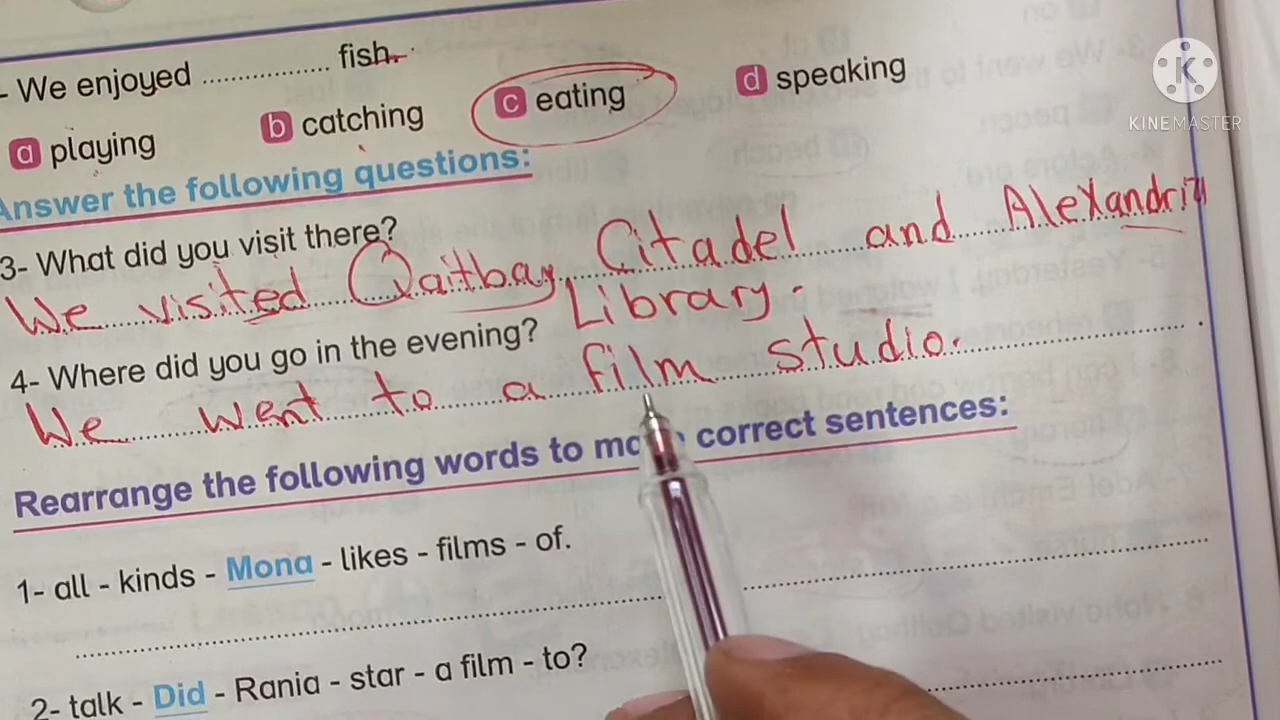 - We enjoyed ................ fish.
a playing b catching c eating d speaking
Answer the following questions:
3- What did you visit there?
We visited Qaitbay Citadel and Alexandria
Library.
4- Where did you go in the evening?
We went to a film studio.
Rearrange the following words to correct sentences:
1- all - kinds - Mona - likes - films - of.
2- talk - Did - Rania - star - a film - to?
K
KINEMASTER